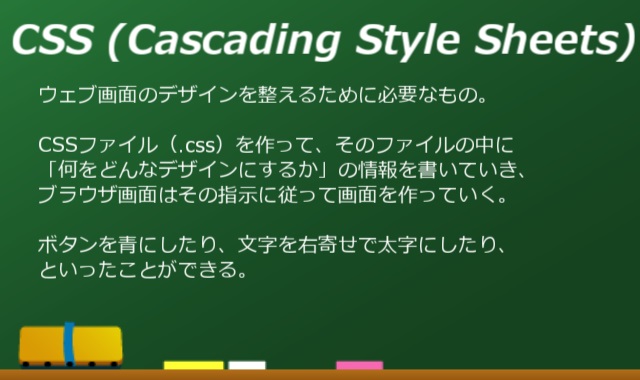 CSS (Cascading Style Sheets)
ウェブ画面のデザインを整えるために必要なもの。
CSSファイル（.css）を作って、そのファイルの中に
「何をどんなデザインにするか」の情報を書いていき、
ブラウザ画面はその指示に従って画面を作っていく。
ボタンを青にしたり、文字を右寄せで太字にしたり、
といったことができる。